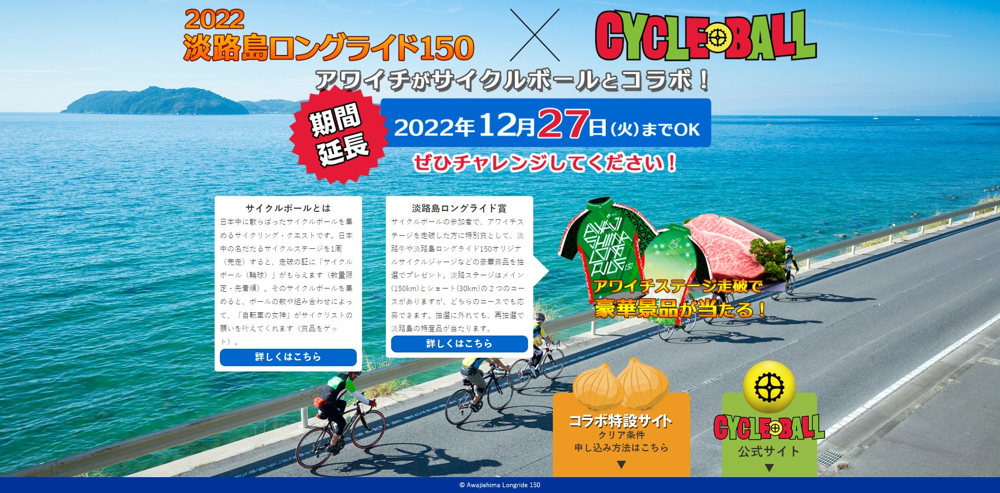 2022
淡路島ロングライド150
CYCLE BALL
アワイチがサイクルボールとコラボ！
期間
延長
2022年12月27日(火)までOK
ぜひチャレンジしてください！
サイクルボールとは
日本中に散らばったサイクルボールを集
めるサイクリング・クエストです。日本
中の名だたるサイクルステージを1周
（完走）すると、走破の証に「サイクル
ボール（輪球）」がもらえます（数量限
定・先着順）。そのサイクルボールを集
めると、ボールの数や組み合わせによっ
て、「自転車の女神」がサイクリストの
願いを叶えてくれます（賞品をゲッ
ト）。
詳しくはこちら
淡路島ロングライド賞
サイクルボールの参加者で、アワイチス
テージを走破した方に特別賞として、淡
路牛や淡路島ロングライド150オリジナ
ルサイクルジャージなどの豪華賞品を抽
選でプレゼント。淡路ステージはメイン
(150km)とショート(30km)の２つのコー
スがありますが、どちらのコースでも応
募できます。抽選に外れても、再抽選で
淡路島の特産品が当たります。
詳しくはこちら
AWAJI
SHIMA
LONG
RIDE 150
アワイチステージ走破で
豪華景品が当たる！
コラボ特設サイト
クリア条件
申し込み方法はこちら
▼
CYCLE BALL
公式サイト
▼
© Awajishima Longride 150